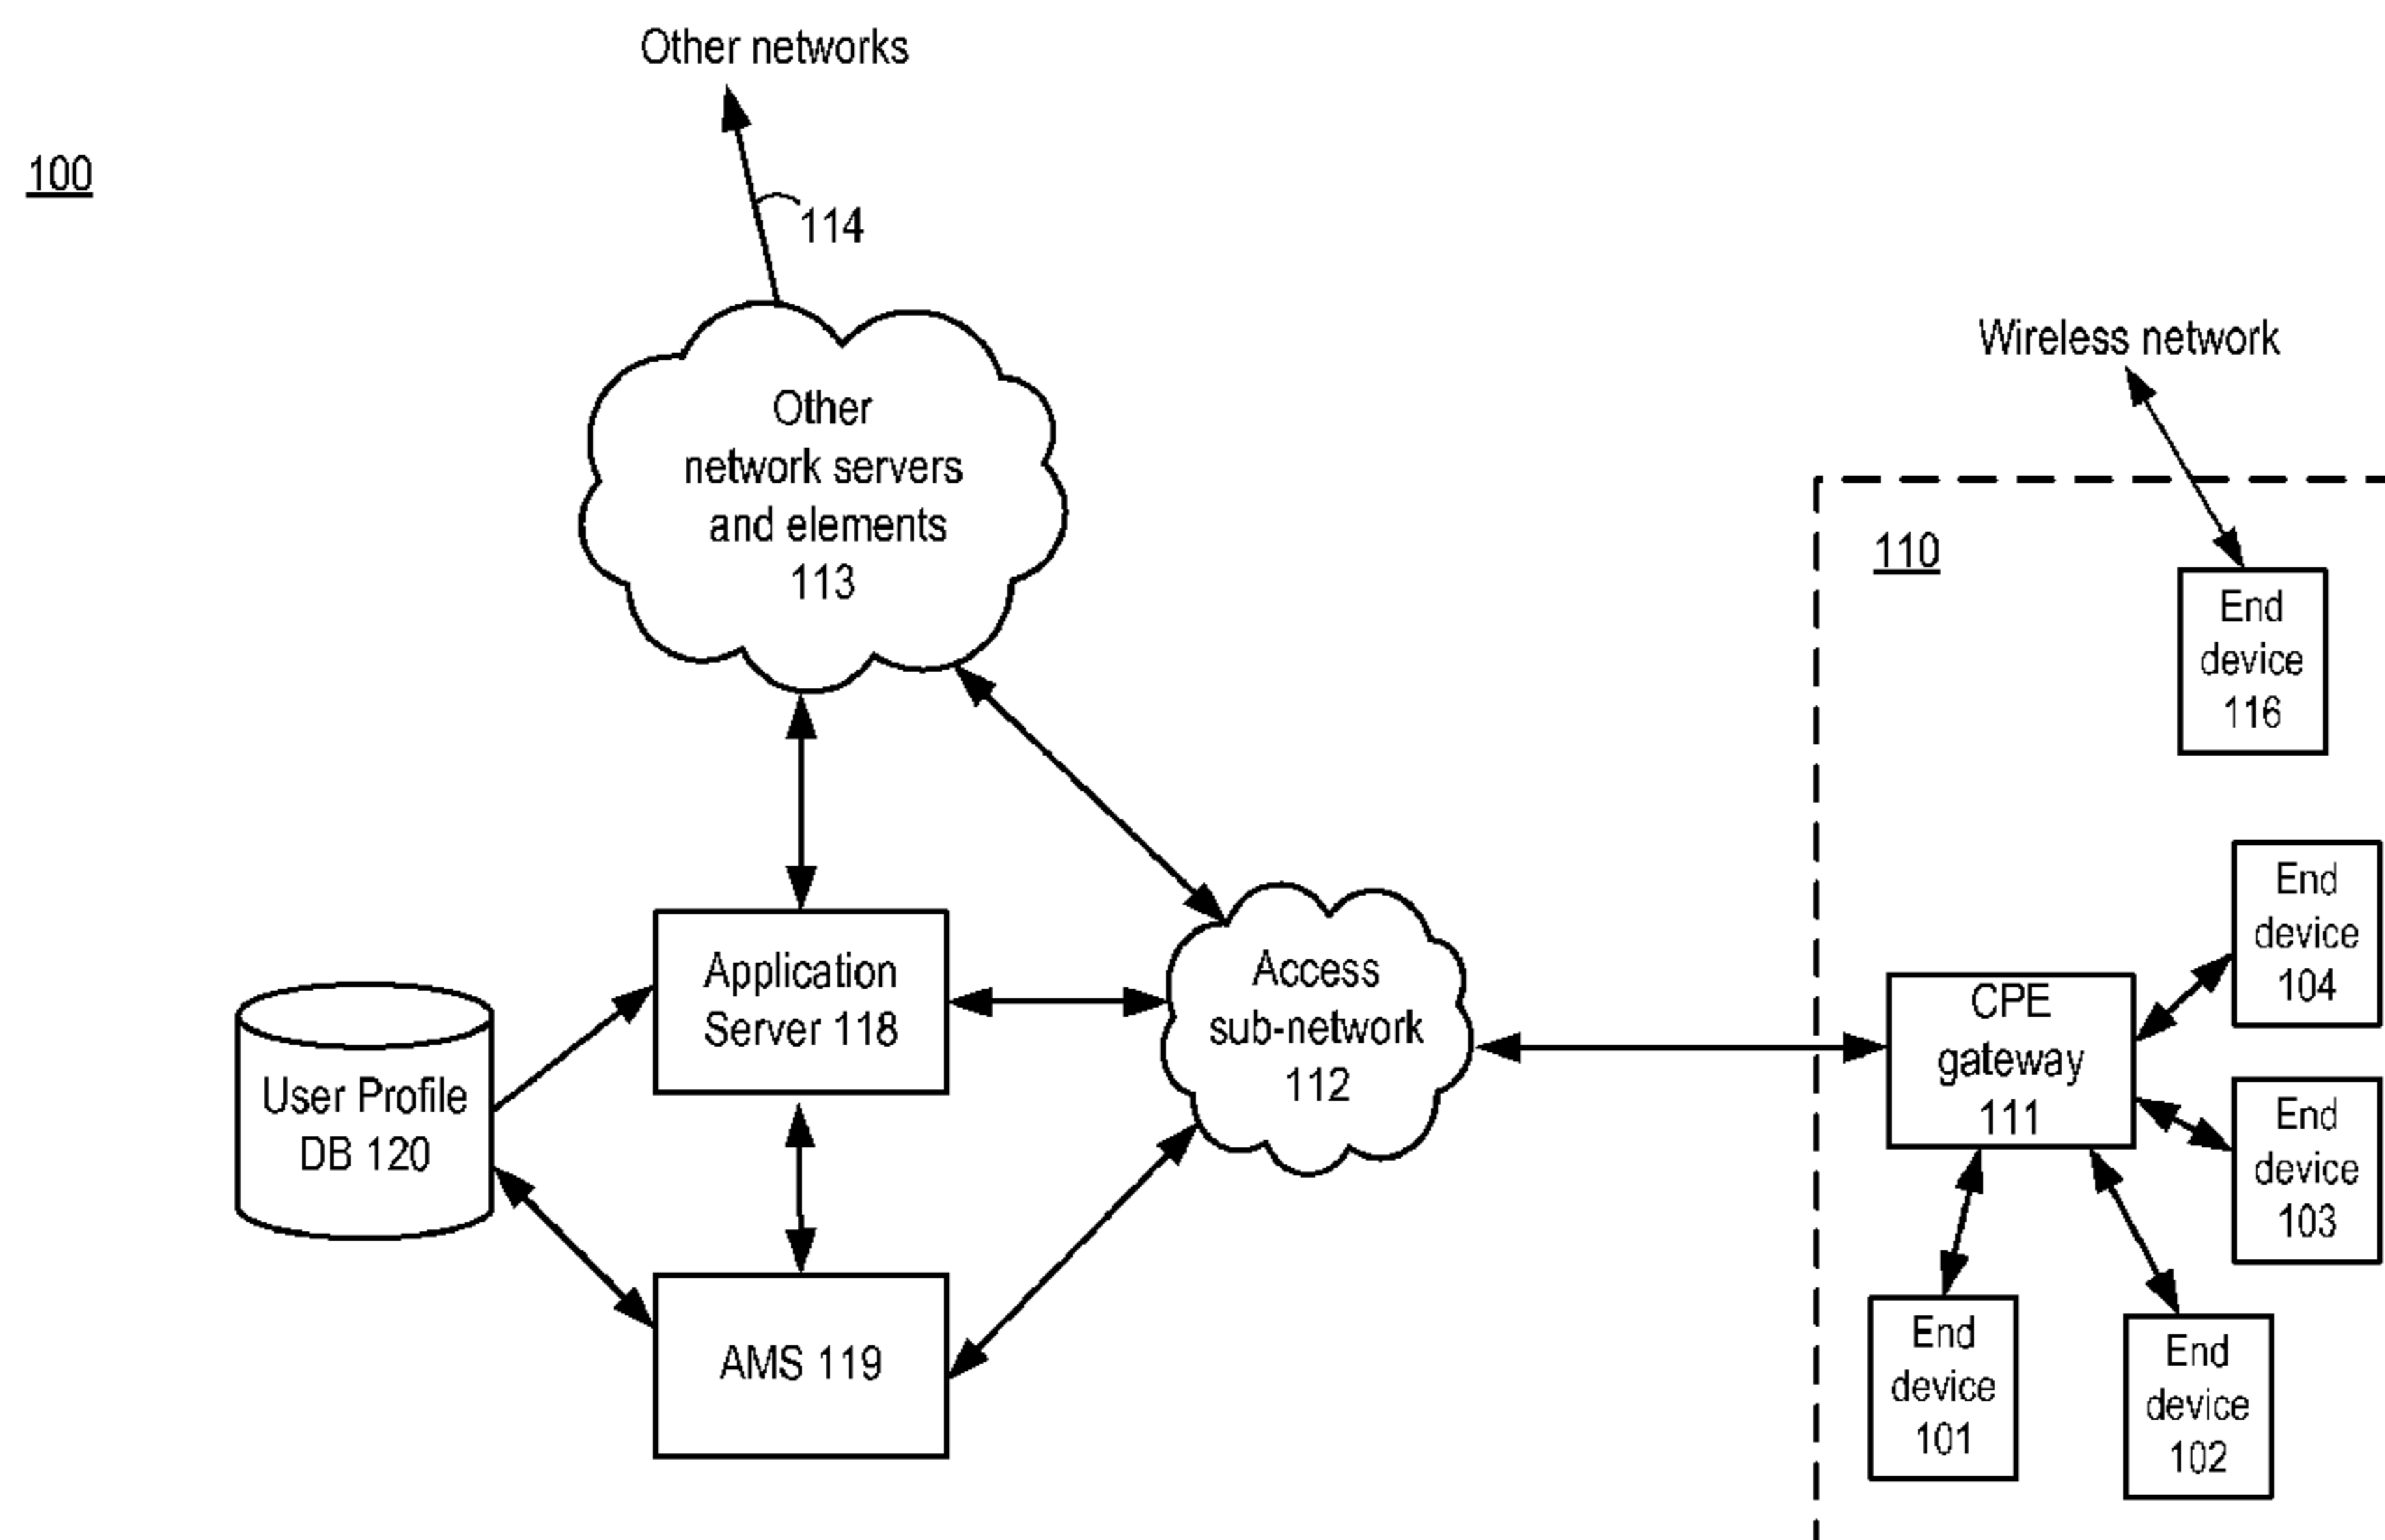 Other networks
100
114
Wireless network
Other
network servers
and elements
113
110
End
device
116
End
device
104
Application
Server 118
Access
sub-network
112
CPE
gateway
111
User Profile
DB 120
End
device
103
AMS 119
End
device
101
End
device
102